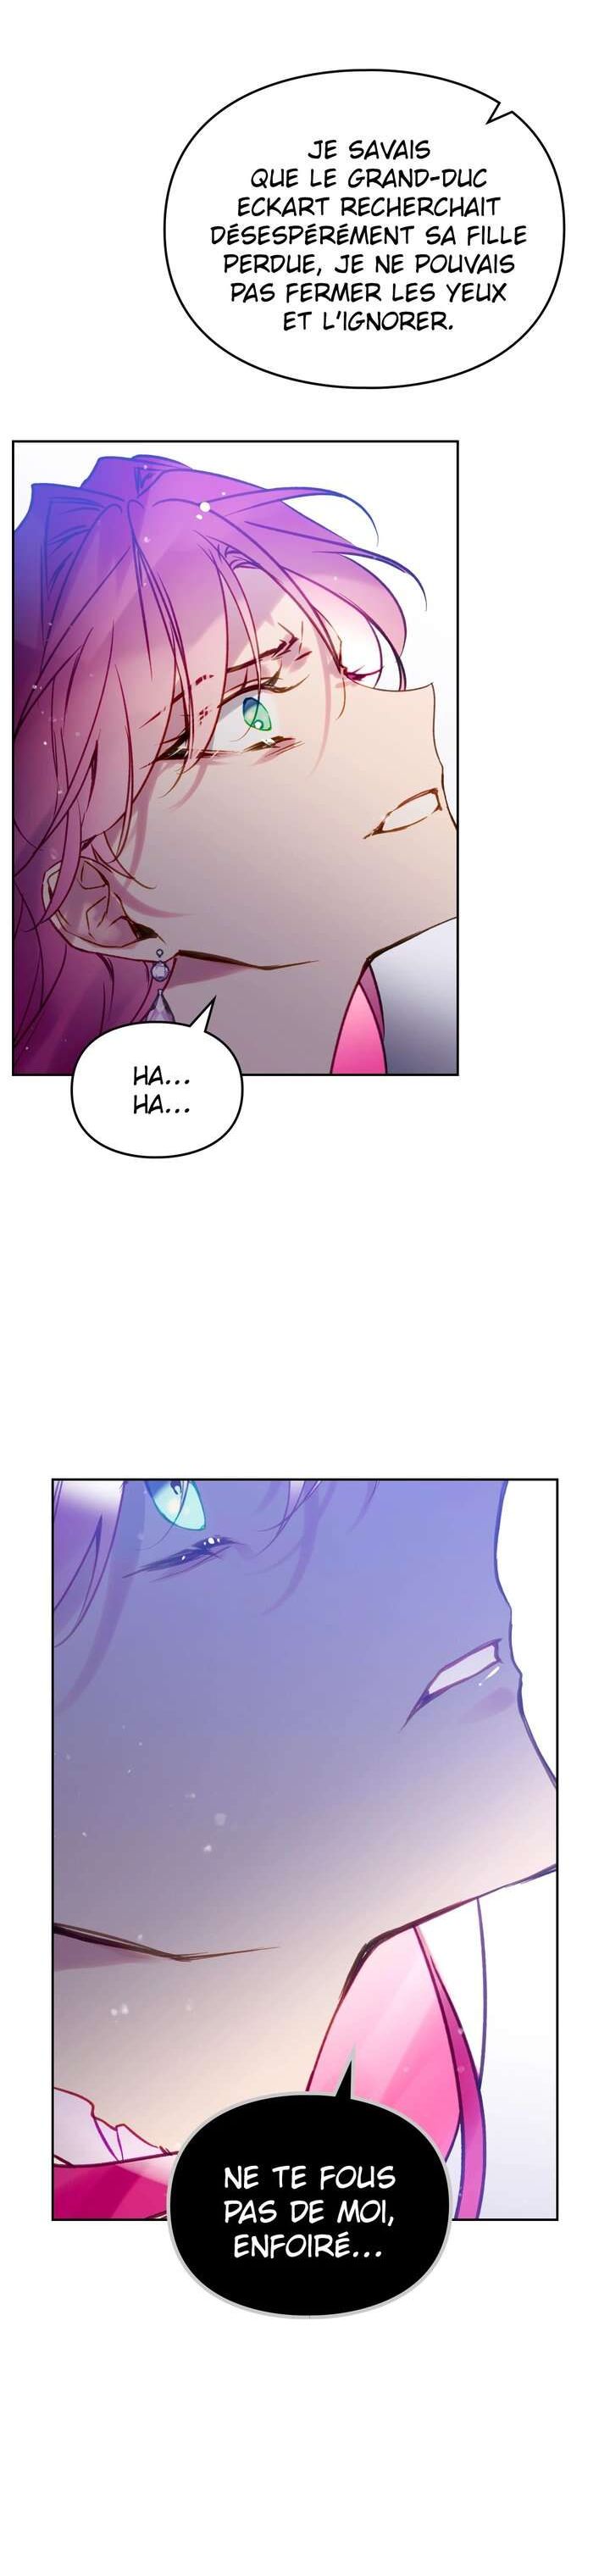 JE SAVAIS
QUE LE GRAND-DUC
ECKART RECHERCHAIT
DÉSESPÉRÉMENT SA FILLE
PERDUE, JE NE POUVAIS
PAS FERMER LES YEUX
ET L'IGNORER.
HA...
HA...
NE TE FOUS
PAS DE MOI,
ENFOIRÉ...